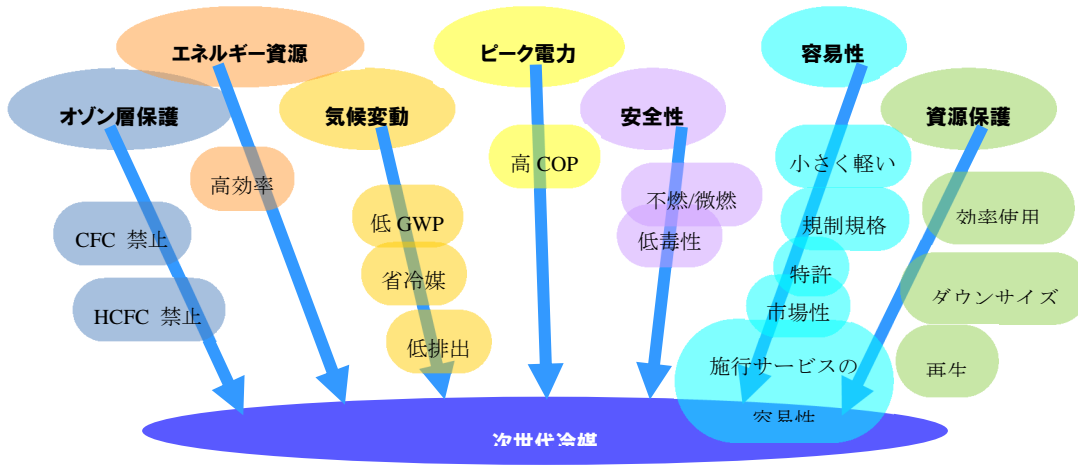 エネルギー資源
ピーク電力
容易性
オゾン層保護
気候変動
安全性
資源保護
高効率
高 COP
小さく軽い
不燃/微燃
低毒性
CFC 禁止
低 GWP
規制規格
効率使用
省冷媒
特許
HCFC 禁止
市場性
ダウンサイズ
低排出
施行サービスの
容易性
再生
次世代冷媒